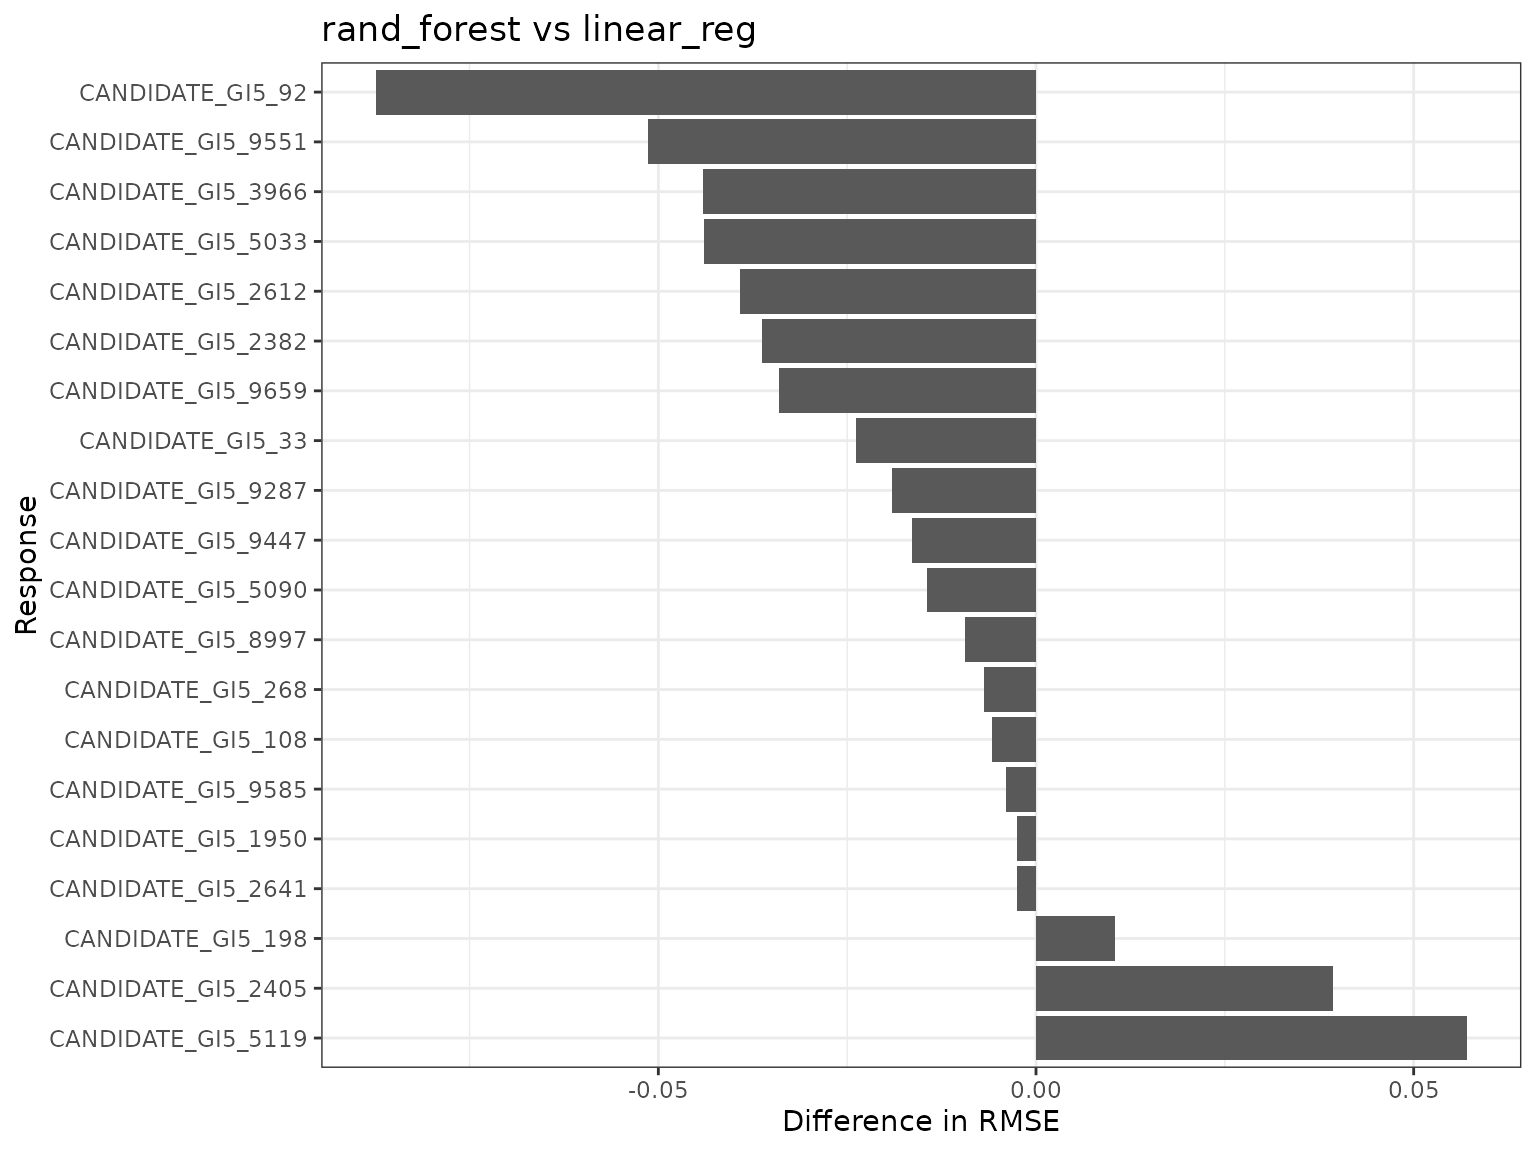 rand_forest vs linear_reg
Response
CANDIDATE_GI5_92
CANDIDATE_GI5_9551
CANDIDATE_GI5_3966
CANDIDATE_GI5_5033
CANDIDATE_GI5_2612
CANDIDATE_GI5_2382
CANDIDATE_GI5_9659
CANDIDATE_GI5_33
CANDIDATE_GI5_9287
CANDIDATE_GI5_9447
CANDIDATE_GI5_5090
CANDIDATE_GI5_8997
CANDIDATE_GI5_268
CANDIDATE_GI5_108
CANDIDATE_GI5_9585
CANDIDATE_GI5_1950
CANDIDATE_GI5_2641
CANDIDATE_GI5_198
CANDIDATE_GI5_2405
CANDIDATE_GI5_5119
-0.05 0.00 0.05
Difference in RMSE